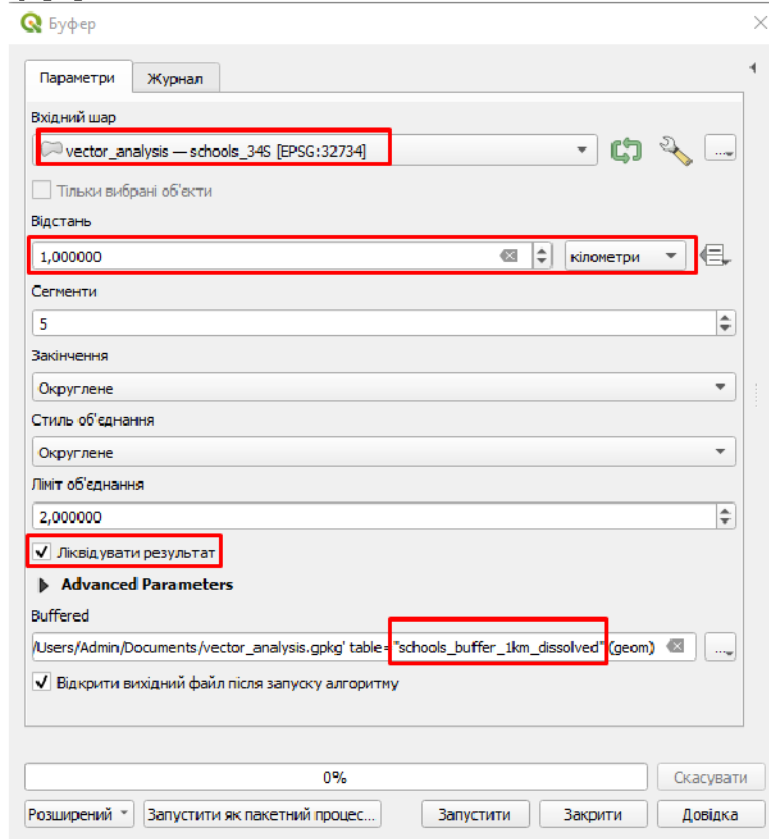 Буфер
Параметри Журнал
Вхідний шар
vector_analysis — schools_34S [EPSG:32734]
Тільки вибрані об'єкти
Відстань
1,000000 кілометри
Сегменти
5
Закінчення
Округлене
Стиль об'єднання
Округлене
Ліміт об'єднання
2,000000
Ліквідувати результат
Advanced Parameters
Buffered
/Users/Admin/Documents/vector_analysis.gpkg' table="schools_buffer_1km_dissolved" (geom)
Відкрити вихідний файл після запуску алгоритму
0% Скасувати
Розширений Запустити як пакетний процес... Запустити Закрити Довідка